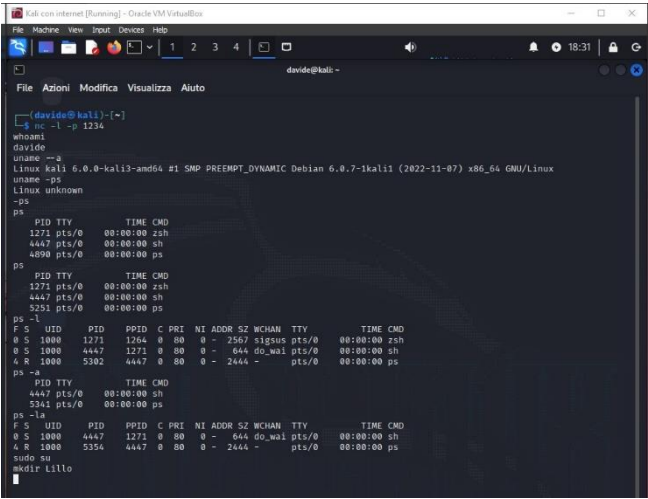 Kali con internet [Running] - Oracle VM VirtualBox
File Machine View Input Devices Help
1 2 3 4 18:31
davide@kali: ~
File Azioni Modifica Visualizza Aiuto
(davide㉿kali)-[~]
$ nc -l -p 1234
whoami
davide
uname --a
Linux kali 6.0.0-kali3-amd64 #1 SMP PREEMPT_DYNAMIC Debian 6.0.7-1kali1 (2022-11-07) x86_64 GNU/Linux
uname -ps
Linux unknown
-ps
ps
PID TTY TIME CMD
1271 pts/0 00:00:00 zsh
4447 pts/0 00:00:00 sh
4890 pts/0 00:00:00 ps
ps
PID TTY TIME CMD
1271 pts/0 00:00:00 zsh
4447 pts/0 00:00:00 sh
5251 pts/0 00:00:00 ps
ps -l
F S UID PID PPID C PRI NI ADDR SZ WCHAN TTY TIME CMD
0 S 1000 1271 1264 0 80 0 - 2567 sigsus pts/0 00:00:00 zsh
0 S 1000 4447 1271 0 80 0 - 644 do_wai pts/0 00:00:00 sh
4 R 1000 5302 4447 0 80 0 - 2444 - pts/0 00:00:00 ps
ps -a
PID TTY TIME CMD
4447 pts/0 00:00:00 sh
5341 pts/0 00:00:00 ps
ps -la
F S UID PID PPID C PRI NI ADDR SZ WCHAN TTY TIME CMD
0 S 1000 4447 1271 0 80 0 - 644 do_wai pts/0 00:00:00 sh
4 R 1000 5354 4447 0 80 0 - 2444 - pts/0 00:00:00 ps
sudo su
mkdir Lillo